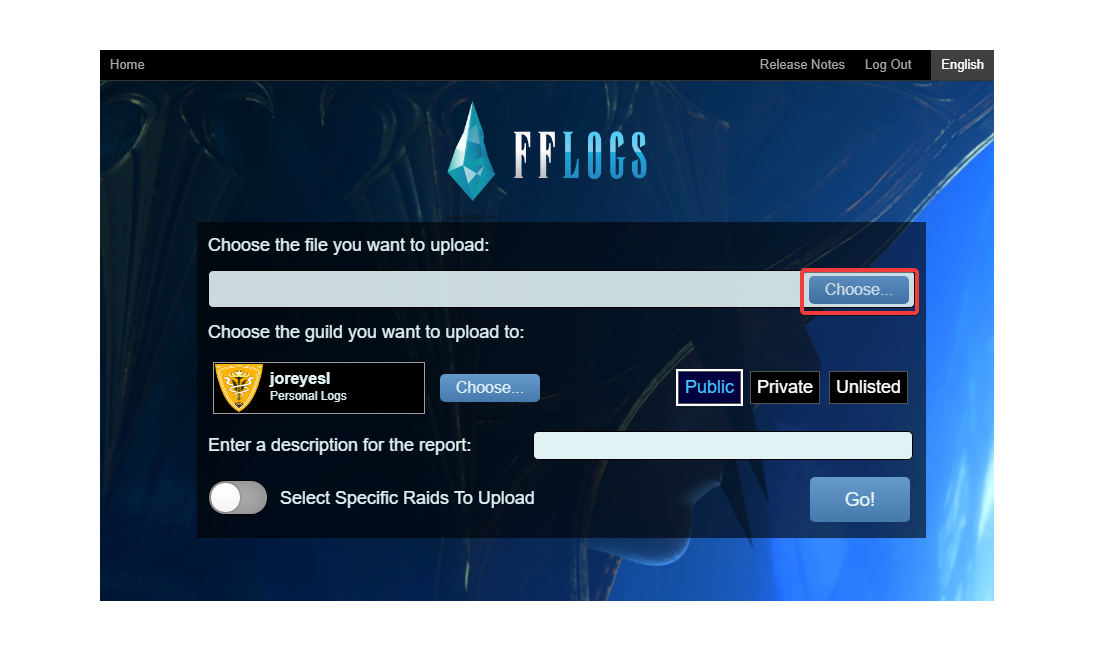 Home Release Notes Log Out English
FFLOGS
Choose the file you want to upload:
Choose...
Choose the guild you want to upload to:
joreyesl
Personal Logs
Choose...
Public Private Unlisted
Enter a description for the report:
Select Specific Raids To Upload
Go!